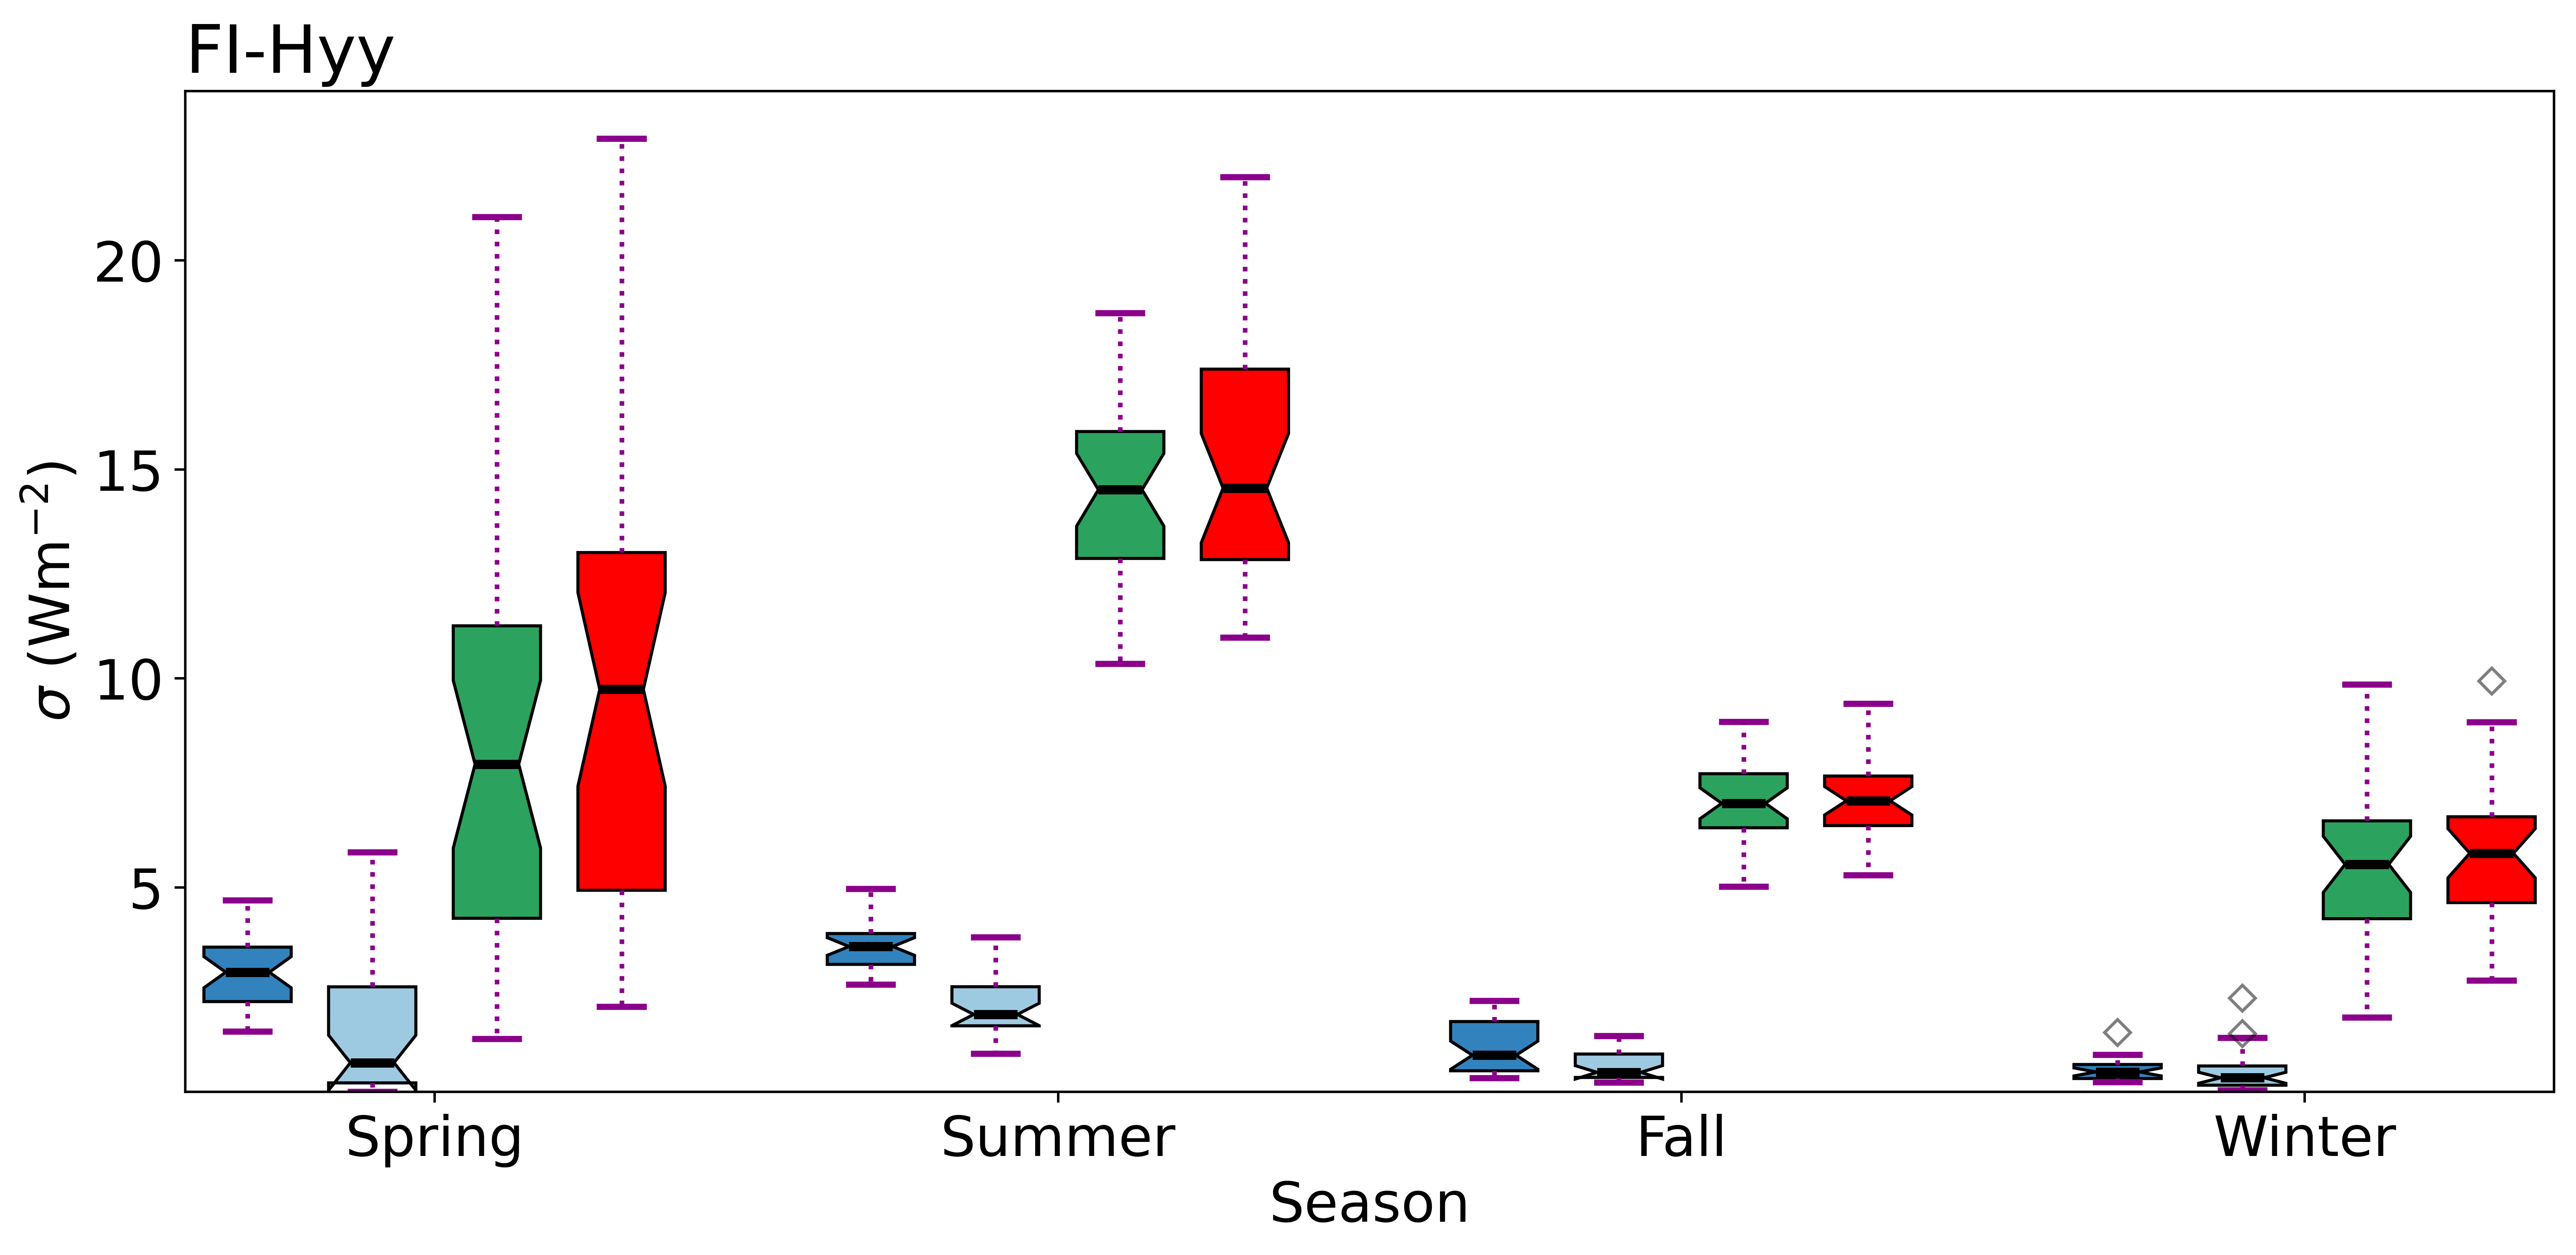 FI-Hyy
σ (Wm⁻²)
20
15
10
5
Spring Summer Fall Winter
Season